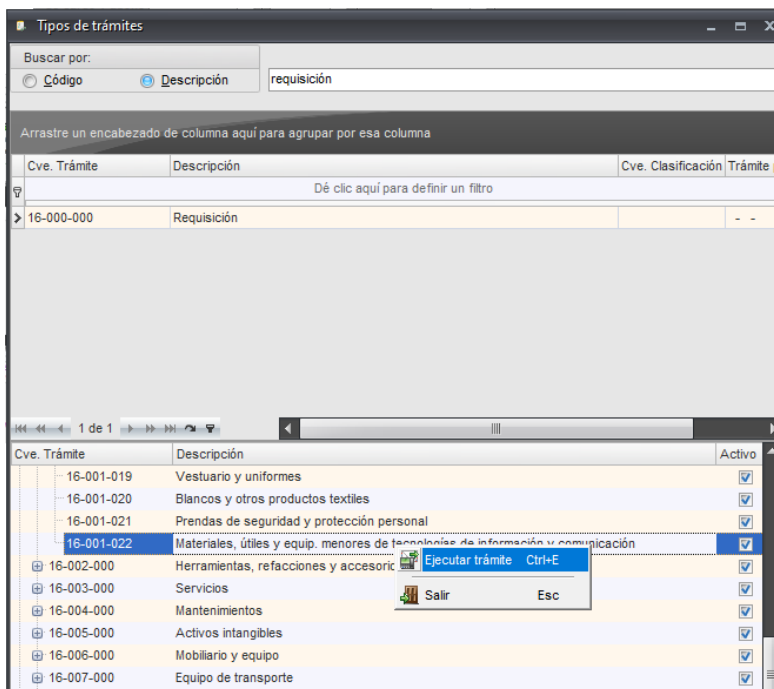 Tipos de trámites
Buscar por:
Código Descripción requisición
Arrastre un encabezado de columna aquí para agrupar por esa columna
Cve. Trámite Descripción Cve. Clasificación Trámite
Dé clic aquí para definir un filtro
16-000-000 Requisición - -
1 de 1
Cve. Trámite Descripción Activo
16-001-019 Vestuario y uniformes
16-001-020 Blancos y otros productos textiles
16-001-021 Prendas de seguridad y protección personal
16-001-022 Materiales, útiles y equip. menores de tecnologías de información y comunicación
Ejecutar trámite Ctrl+E
16-002-000 Herramientas, refacciones y
Salir Esc
16-003-000 Servicios
16-004-000 Mantenimientos
16-005-000 Activos intangibles
16-006-000 Mobiliario y equipo
16-007-000 Equipo de transporte